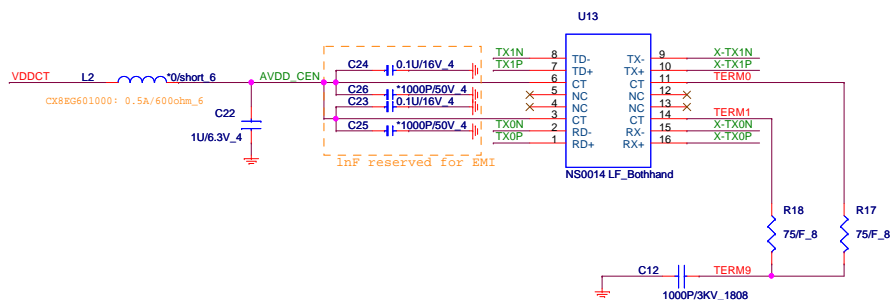 U13
VDDCT
L2
*0/short_6
CX8EG601000: 0.5A/600ohm_6
AVDD_CEN
C22
1U/6.3V_4
C24
0.1U/16V_4
C26
*1000P/50V_4
C23
0.1U/16V_4
C25
*1000P/50V_4
1nF reserved for EMI
TX1N
TX1P
TX0N
TX0P
8 TD- TX- 9
7 TD+ TX+ 10
6 CT CT 11
5 NC NC 12
4 NC NC 13
3 CT CT 14
2 RD- RX- 15
1 RD+ RX+ 16
NS0014 LF_Bothhand
X-TX1N
X-TX1P
TERM0
TERM1
X-TX0N
X-TX0P
R18
75/F_8
R17
75/F_8
C12
1000P/3KV_1808
TERM9